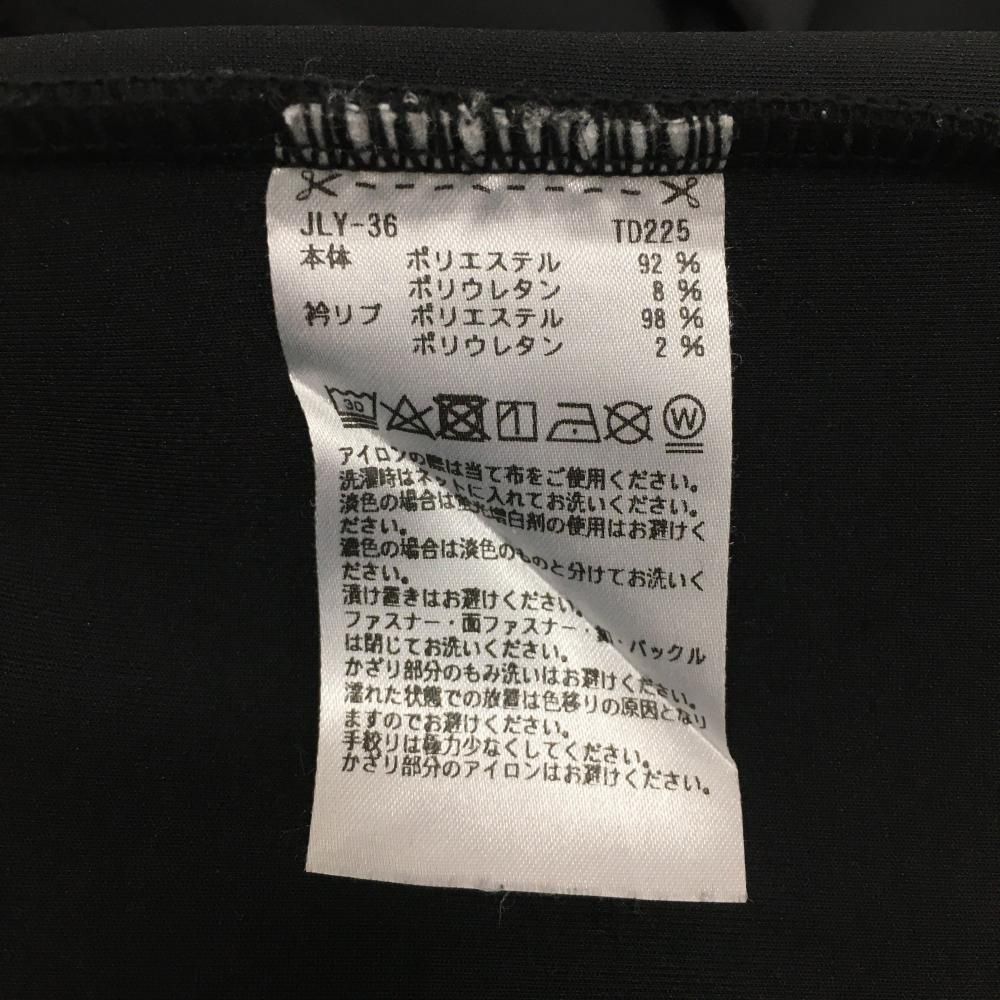 JLY-36 TD225
本体 ポリエステル 92 %
ポリウレタン 8 %
衿リブ ポリエステル 98 %
ポリウレタン 2 %
30 W
アイロンの際は当て布をご使用ください。
洗濯時はネットに入れてお洗いください。
淡色の場合は蛍光増白剤の使用はお避けく
ださい。
濃色の場合は淡色のものと分けてお洗いく
ださい。
漬け置きはお避けください。
ファスナー・面ファスナー・釦・バックル
は閉じてお洗いください。
かざり部分のもみ洗いはお避けください。
濡れた状態での放置は色移りの原因となり
ますのでお避けください。
手絞りは極力少なくしてください。
かざり部分のアイロンはお避けください。